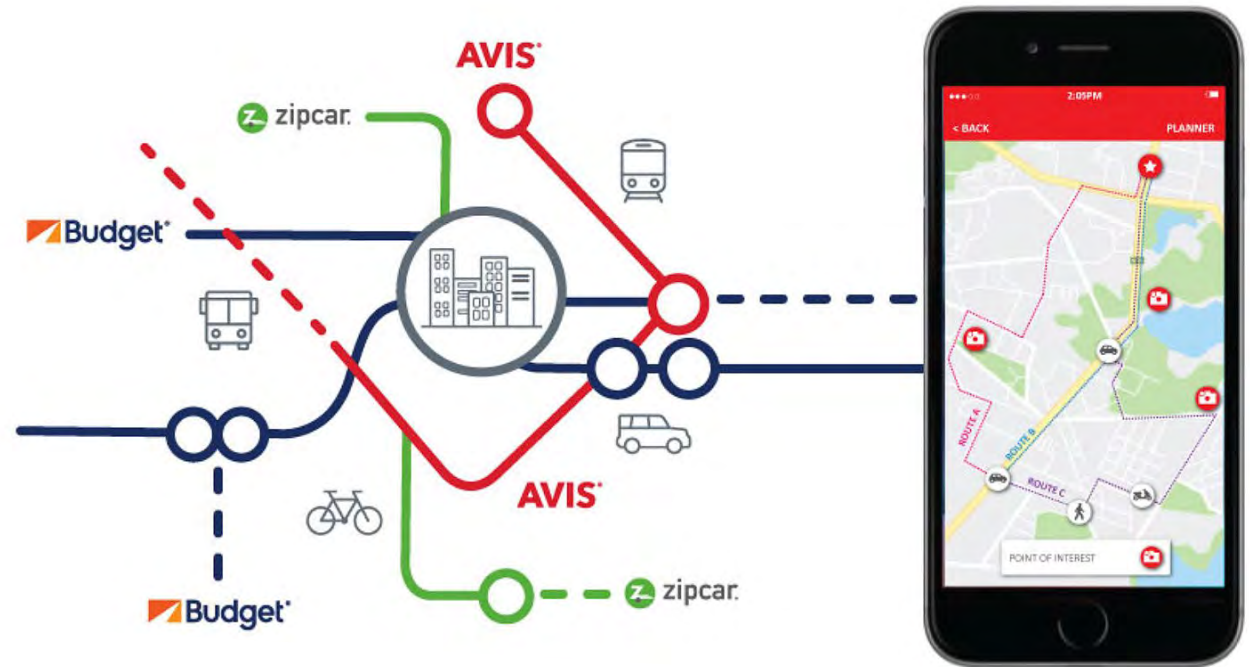 AVIS
zipcar.
Budget
AVIS
zipcar.
Budget
2:05PM
< BACK
PLANNER
ROUTE A
ROUTE B
ROUTE C
POINT OF INTEREST